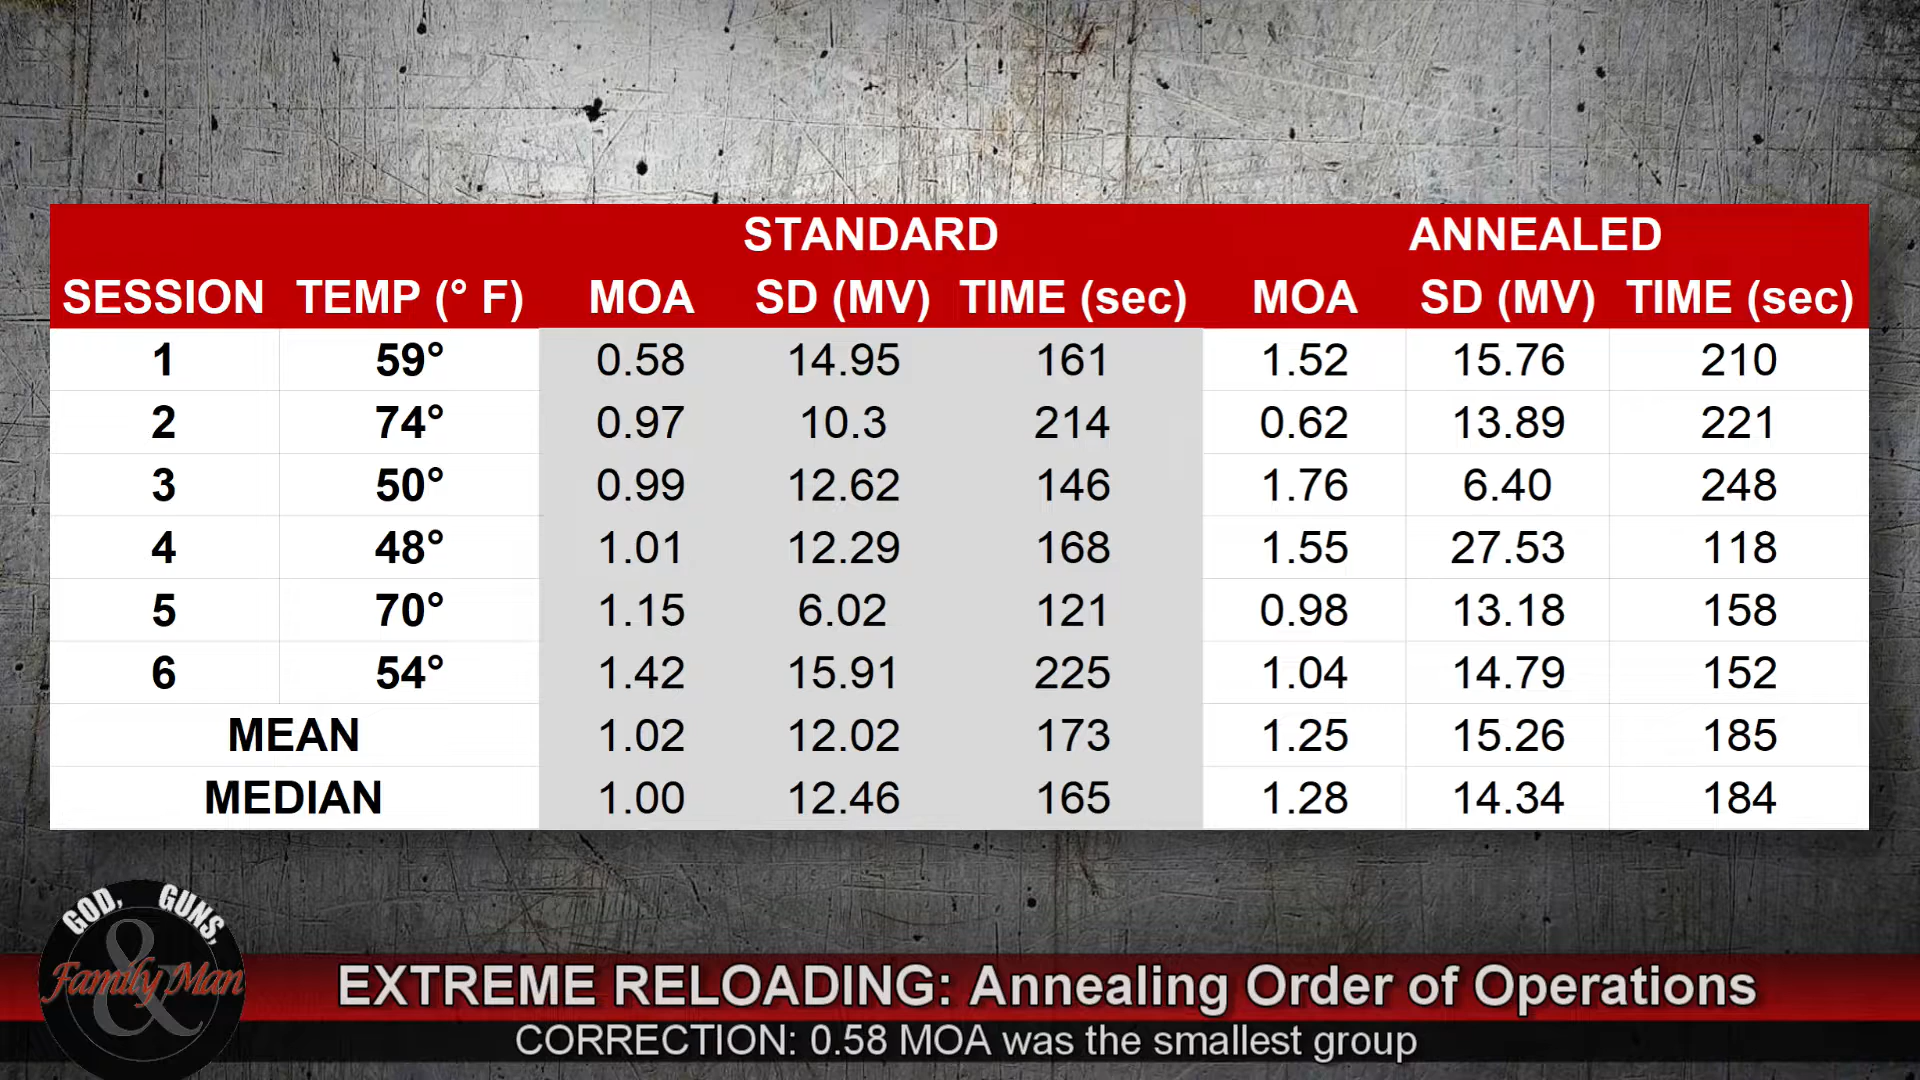 STANDARD ANNEALED
SESSION TEMP (° F) MOA SD (MV) TIME (sec) MOA SD (MV) TIME (sec)
1 59° 0.58 14.95 161 1.52 15.76 210
2 74° 0.97 10.3 214 0.62 13.89 221
3 50° 0.99 12.62 146 1.76 6.40 248
4 48° 1.01 12.29 168 1.55 27.53 118
5 70° 1.15 6.02 121 0.98 13.18 158
6 54° 1.42 15.91 225 1.04 14.79 152
MEAN 1.02 12.02 173 1.25 15.26 185
MEDIAN 1.00 12.46 165 1.28 14.34 184
GOD, GUNS,
&
Family Man
EXTREME RELOADING: Annealing Order of Operations
CORRECTION: 0.58 MOA was the smallest group